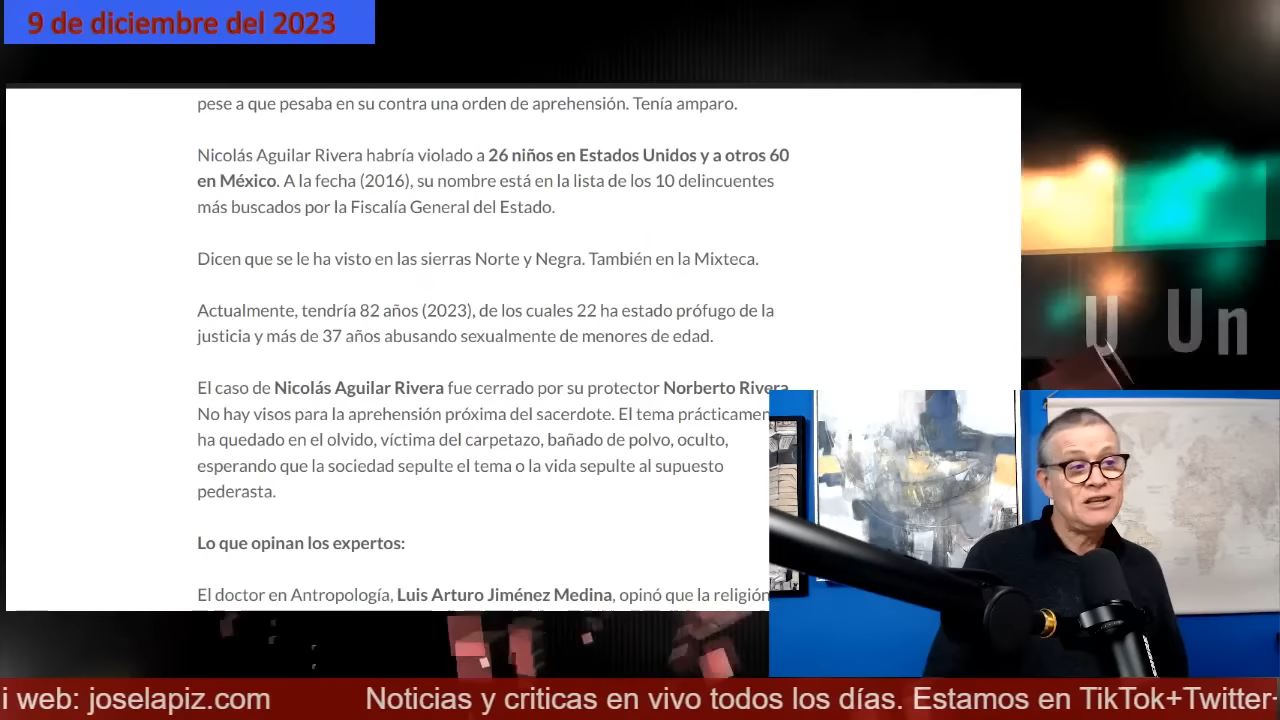 9 de diciembre del 2023
pese a que pesaba en su contra una orden de aprehensión. Tenía amparo.
Nicolás Aguilar Rivera habría violado a 26 niños en Estados Unidos y a otros 60
en México. A la fecha (2016), su nombre está en la lista de los 10 delincuentes
más buscados por la Fiscalía General del Estado.
Dicen que se le ha visto en las sierras Norte y Negra. También en la Mixteca.
Actualmente, tendría 82 años (2023), de los cuales 22 ha estado prófugo de la
justicia y más de 37 años abusando sexualmente de menores de edad.
El caso de Nicolás Aguilar Rivera fue cerrado por su protector Norberto Rivera
No hay visos para la aprehensión próxima del sacerdote. El tema prácticamen
ha quedado en el olvido, víctima del carpetazo, bañado de polvo, oculto,
esperando que la sociedad sepulte el tema o la vida sepulte al supuesto
pederasta.
Lo que opinan los expertos:
El doctor en Antropología, Luis Arturo Jiménez Medina, opinó que la religión
U Un
i web: joselapiz.com Noticias y criticas en vivo todos los días. Estamos en TikTok+Twitter